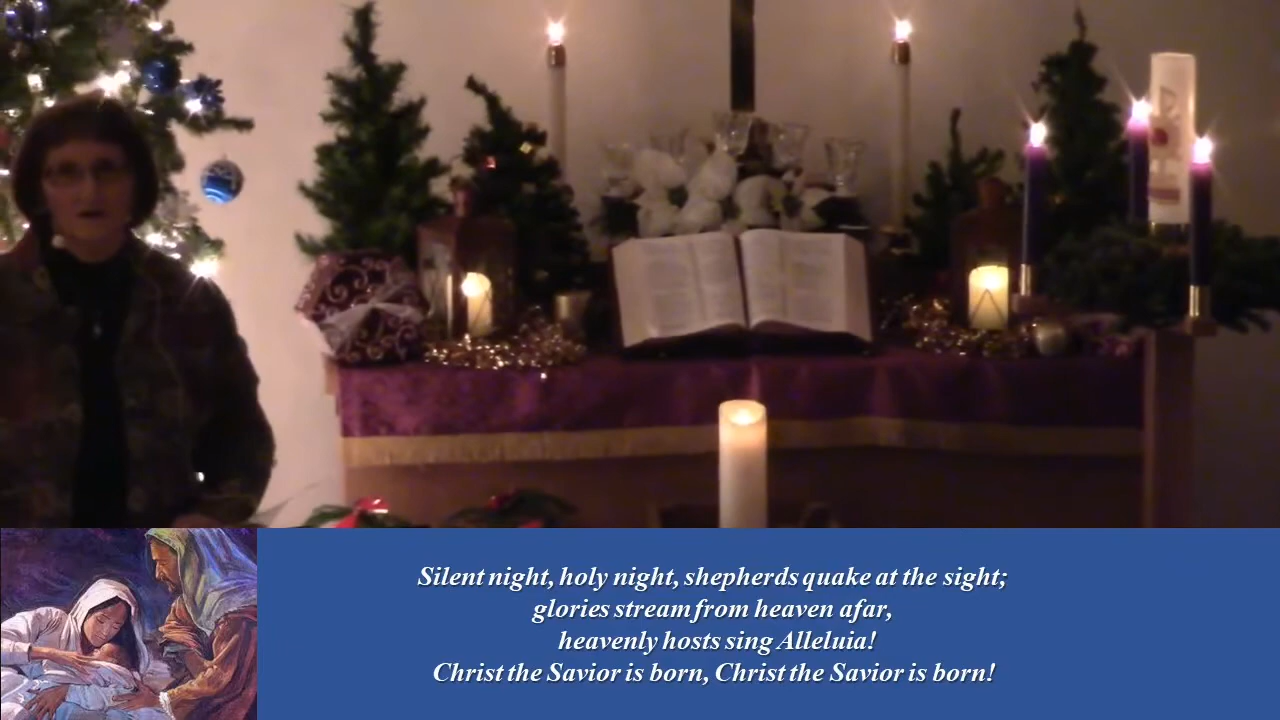 Silent night, holy night, shepherds quake at the sight;
glories stream from heaven afar,
heavenly hosts sing Alleluia!
Christ the Savior is born, Christ the Savior is born!